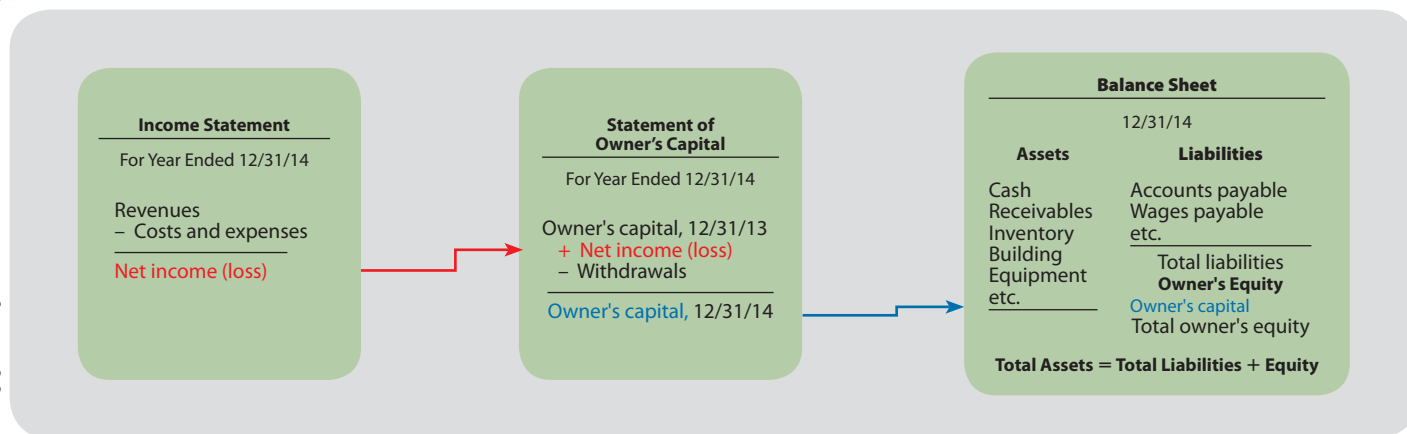 Income Statement
For Year Ended 12/31/14
Revenues
– Costs and expenses
Net income (loss)
Statement of
Owner's Capital
For Year Ended 12/31/14
Owner's capital, 12/31/13
+ Net income (loss)
– Withdrawals
Owner's capital, 12/31/14
Balance Sheet
12/31/14
Assets
Cash
Receivables
Inventory
Building
Equipment
etc.
Liabilities
Accounts payable
Wages payable
etc.
Total liabilities
Owner's Equity
Owner's capital
Total owner's equity
Total Assets = Total Liabilities + Equity